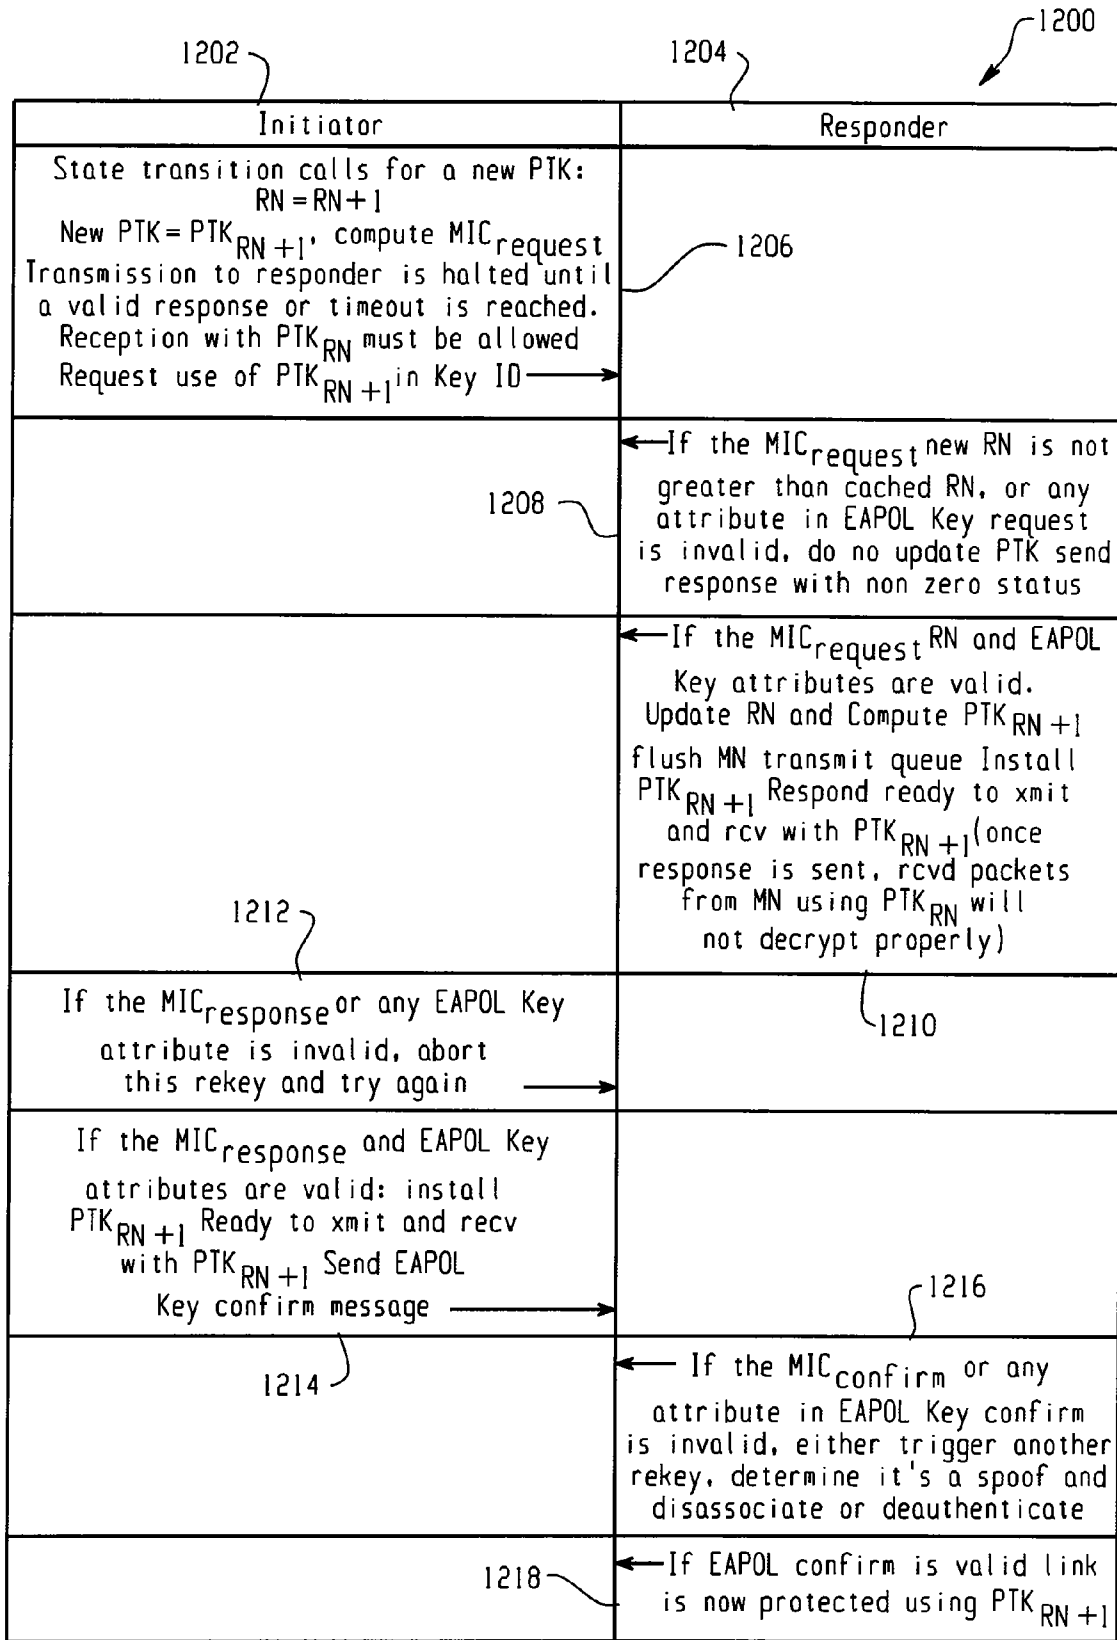 1200
1202
1204
Initiator
Responder
State transition calls for a new PTK:
RN = RN+1
New PTK = PTK RN +1, compute MIC request
Transmission to responder is halted until
a valid response or timeout is reached.
Reception with PTK RN must be allowed
Request use of PTK RN +1 in Key ID
1206
If the MIC request new RN is not
greater than cached RN, or any
attribute in EAPOL Key request
is invalid, do no update PTK send
response with non zero status
1208
If the MIC request RN and EAPOL
Key attributes are valid.
Update RN and Compute PTK RN +1
flush MN transmit queue Install
PTK RN +1 Respond ready to xmit
and rcv with PTK RN +1 (once
response is sent, rcvd packets
from MN using PTK RN will
not decrypt properly)
1210
1212
If the MIC response or any EAPOL Key
attribute is invalid, abort
this rekey and try again
If the MIC response and EAPOL Key
attributes are valid: install
PTK RN +1 Ready to xmit and recv
with PTK RN +1 Send EAPOL
Key confirm message
1214
1216
If the MIC confirm or any
attribute in EAPOL Key confirm
is invalid, either trigger another
rekey, determine it's a spoof and
disassociate or deauthenticate
1218
If EAPOL confirm is valid link
is now protected using PTK RN +1